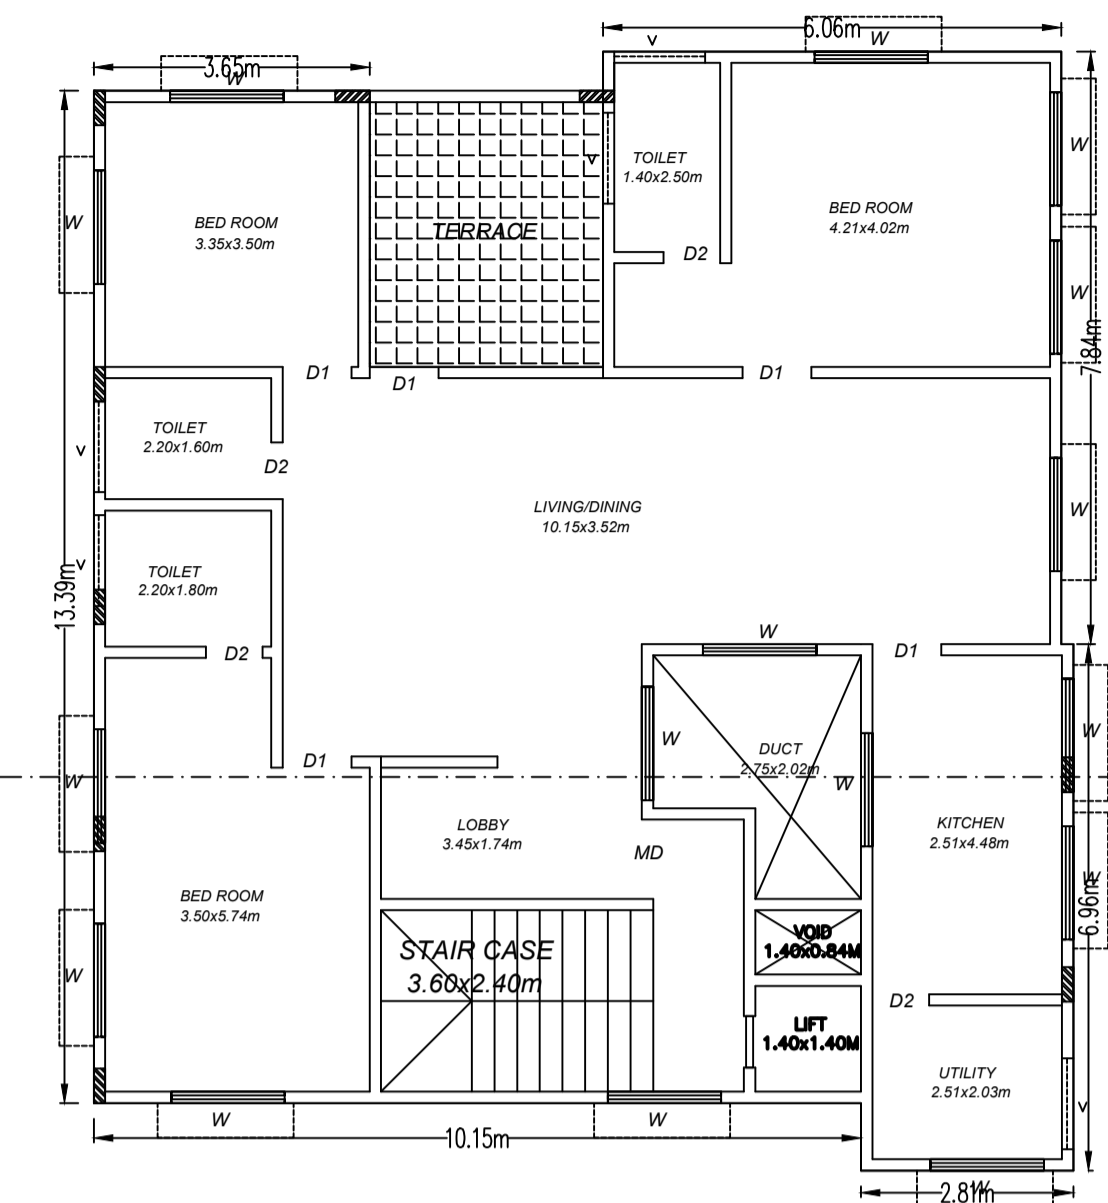 6.06m
W
V
3.65m
W
W
TOILET
1.40x2.50m
V
BED ROOM
4.21x4.02m
W
BED ROOM
3.35x3.50m
TERRACE
D2
W
W
7.84m
D1
D1
D1
TOILET
2.20x1.60m
V
D2
LIVING/DINING
10.15x3.52m
W
TOILET
2.20x1.80m
V
13.39m
D2
W
D1
D1
W
DUCT
2.75x2.02m
W
W
W
LOBBY
3.45x1.74m
MD
KITCHEN
2.51x4.48m
W
6.96m
BED ROOM
3.50x5.74m
STAIR CASE
3.60x2.40m
VOID
1.40x0.84M
W
D2
LIFT
1.40x1.40M
UTILITY
2.51x2.03m
V
W
W
10.15m
2.81m
W